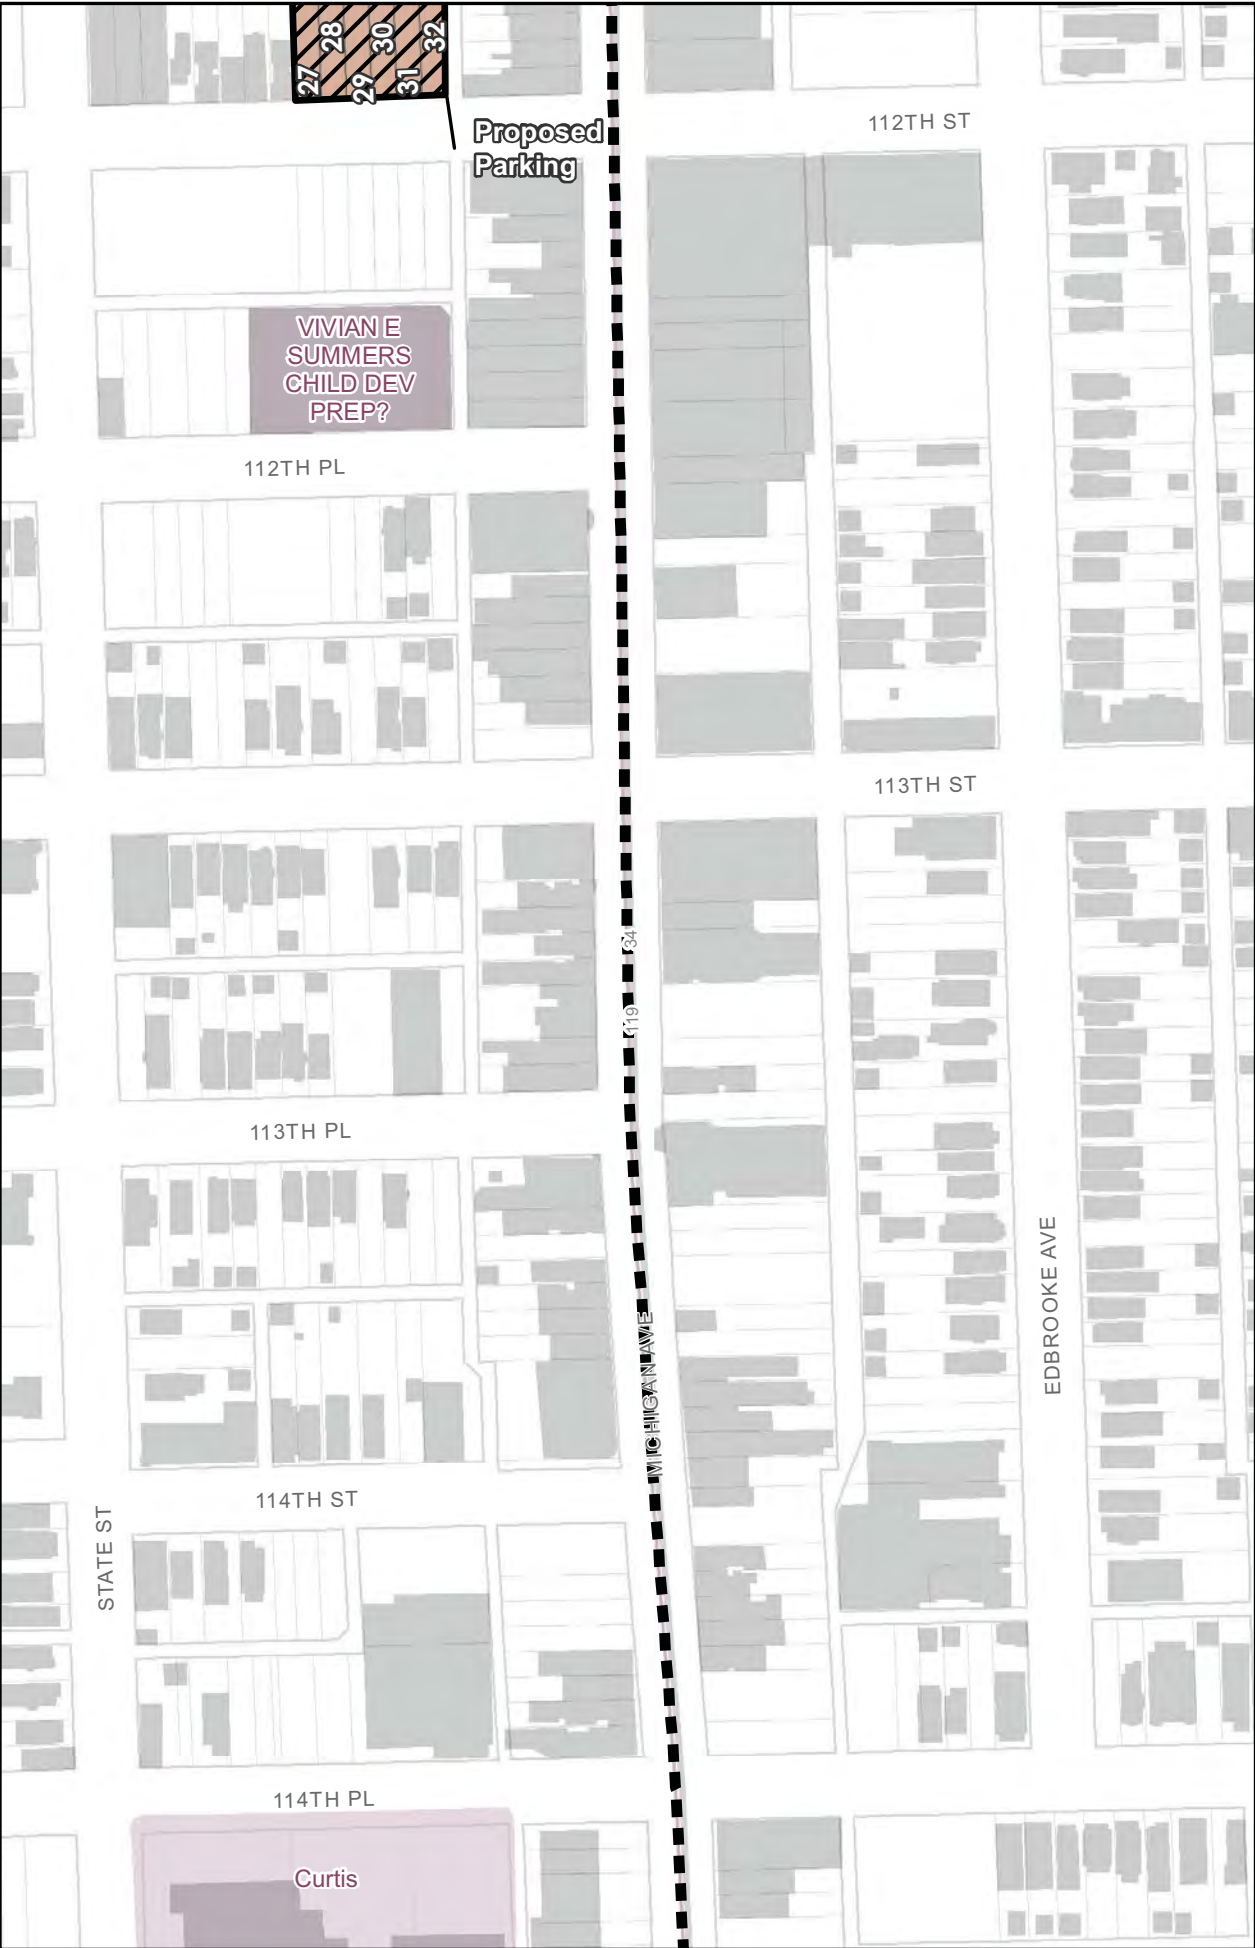 28
30
32
27
29
31
Proposed
Parking
112TH ST
VIVIAN E
SUMMERS
CHILD DEV
PREP?
112TH PL
113TH ST
34
119
113TH PL
EDBROOKE AVE
MICHIGAN AVE
114TH ST
STATE ST
114TH PL
Curtis